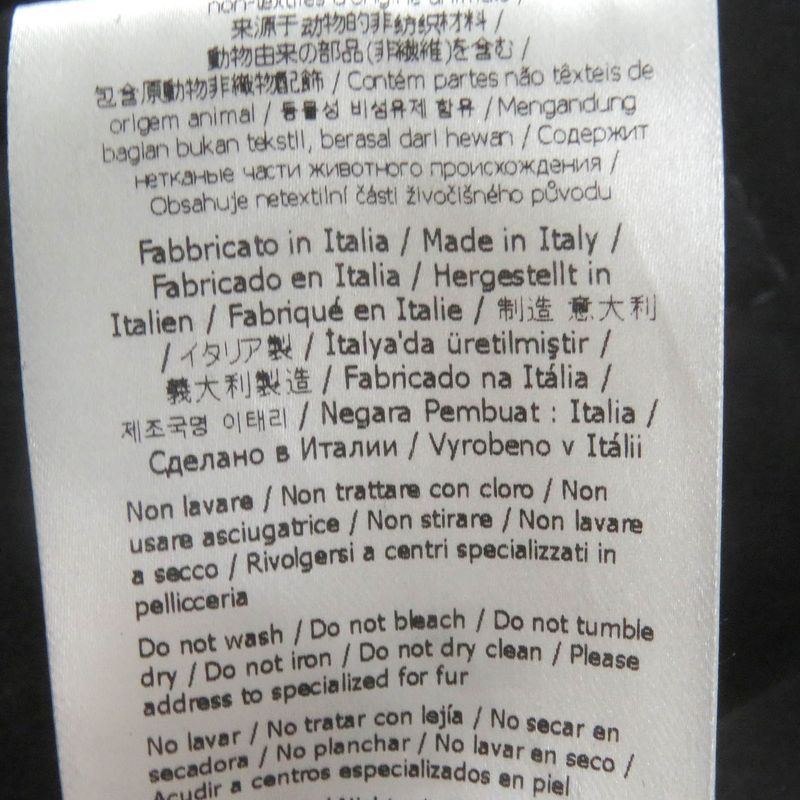 non-textiles d'origine animale /
来源于动物的非纺织材料 /
動物由来の部品(非繊維)を含む /
包含原動物非織物配飾 / Contém partes não têxteis de
origem animal / 동물성 비섬유제 함유 / Mengandung
bagian bukan tekstil, berasal dari hewan / Содержит
нетканые части животного происхождения /
Obsahuje netextilní části živočišného původu
Fabbricato in Italia / Made in Italy /
Fabricado en Italia / Hergestellt in
Italien / Fabriqué en Italie / 制造 意大利
/ イタリア製 / İtalya'da üretilmiştir /
義大利製造 / Fabricado na Itália /
제조국명 이태리 / Negara Pembuat : Italia /
Сделано в Италии / Vyrobeno v Itálii
Non lavare / Non trattare con cloro / Non
usare asciugatrice / Non stirare / Non lavare
a secco / Rivolgersi a centri specializzati in
pellicceria
Do not wash / Do not bleach / Do not tumble
dry / Do not iron / Do not dry clean / Please
address to specialized for fur
No lavar / No tratar con lejía / No secar en
secadora / No planchar / No lavar en seco /
Acudir a centros especializados en piel